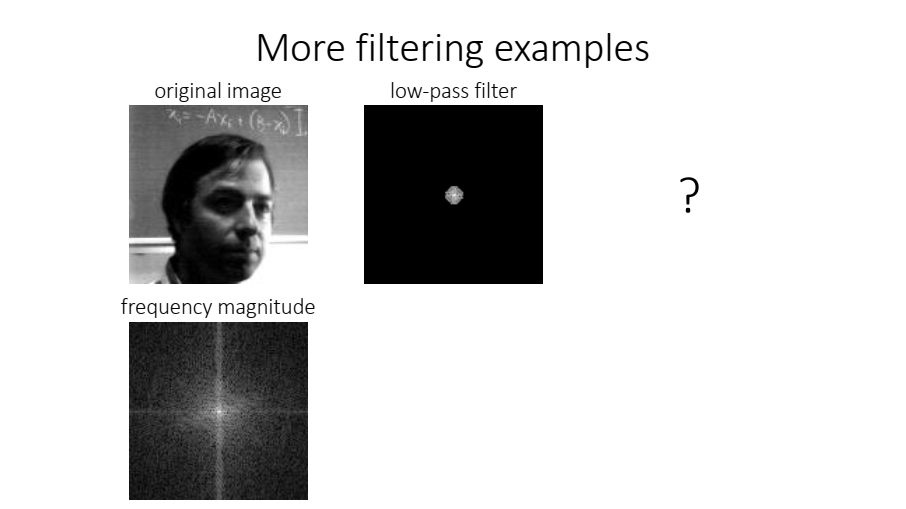 More filtering examples
original image
low-pass filter
?
frequency magnitude